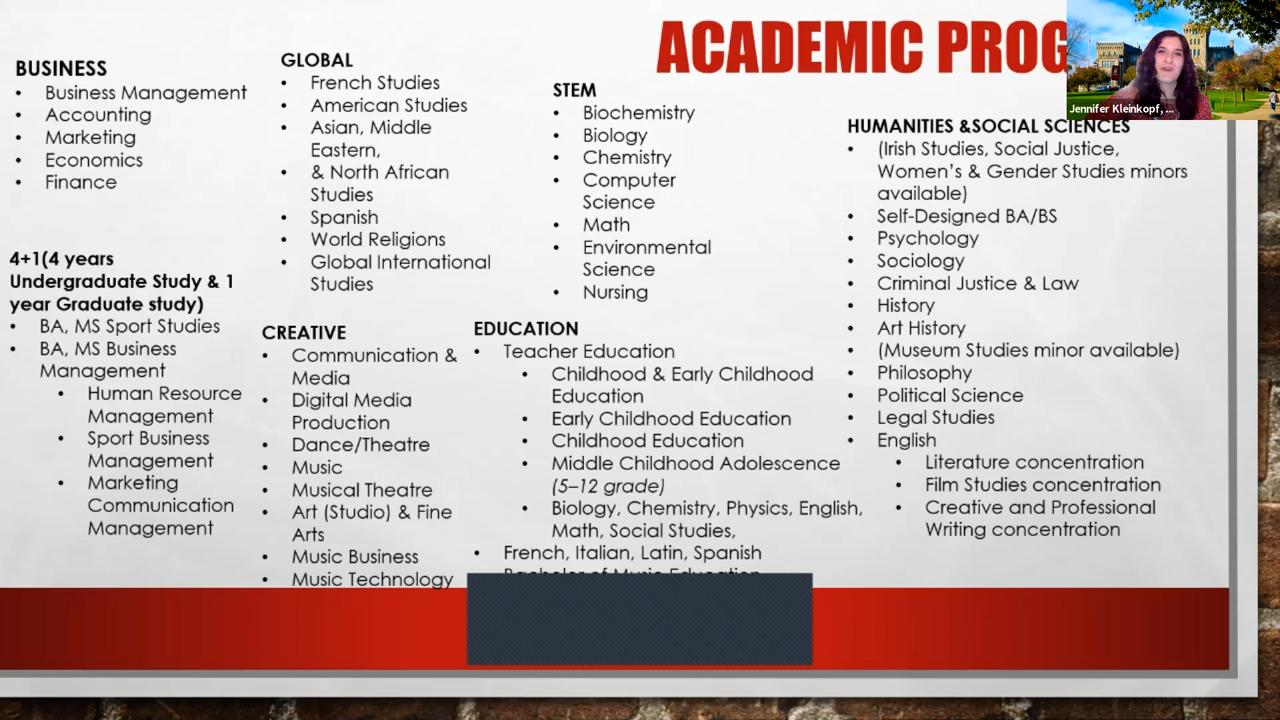 ACADEMIC PROG
Jennifer Kleinkopf, ...
BUSINESS
• Business Management
• Accounting
• Marketing
• Economics
• Finance
4+1(4 years
Undergraduate Study & 1
year Graduate study)
• BA, MS Sport Studies
• BA, MS Business
Management
• Human Resource
Management
• Sport Business
Management
• Marketing
Communication
Management
GLOBAL
• French Studies
• American Studies
• Asian, Middle
Eastern,
• & North African
Studies
• Spanish
• World Religions
• Global International
Studies
CREATIVE
• Communication &
Media
• Digital Media
Production
• Dance/Theatre
• Music
• Musical Theatre
• Art (Studio) & Fine
Arts
• Music Business
• Music Technology
STEM
• Biochemistry
• Biology
• Chemistry
• Computer
Science
• Math
• Environmental
Science
• Nursing
EDUCATION
• Teacher Education
• Childhood & Early Childhood
Education
• Early Childhood Education
• Childhood Education
• Middle Childhood Adolescence
(5–12 grade)
• Biology, Chemistry, Physics, English,
Math, Social Studies,
• French, Italian, Latin, Spanish
• Bachelor of Music Education
HUMANITIES &SOCIAL SCIENCES
• (Irish Studies, Social Justice,
Women's & Gender Studies minors
available)
• Self-Designed BA/BS
• Psychology
• Sociology
• Criminal Justice & Law
• History
• Art History
• (Museum Studies minor available)
• Philosophy
• Political Science
• Legal Studies
• English
• Literature concentration
• Film Studies concentration
• Creative and Professional
Writing concentration